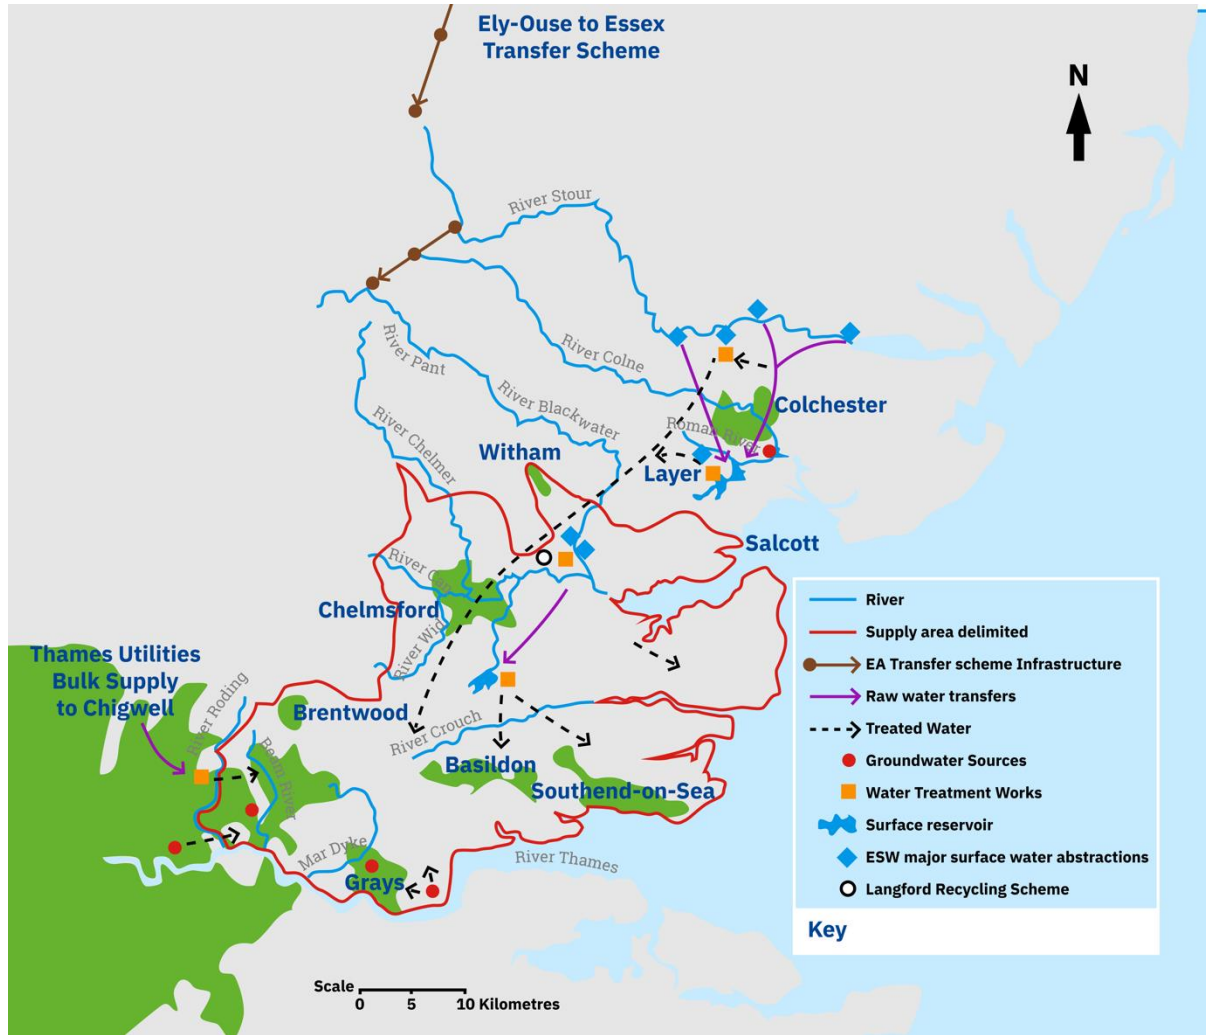 Ely-Ouse to Essex
Transfer Scheme
N
River Stour
River Pant
River Colne
River Blackwater
River Chelmer
Colchester
Roman River
Witham
Layer
Salcott
River Can
Chelmsford
River Wid
Thames Utilities
Bulk Supply
to Chigwell
River Roding
Brentwood
River Crouch
Beam River
Basildon
Southend-on-Sea
Mar Dyke
Grays
River Thames
River
Supply area delimited
EA Transfer scheme Infrastructure
Raw water transfers
Treated Water
Groundwater Sources
Water Treatment Works
Surface reservoir
ESW major surface water abstractions
Langford Recycling Scheme
Key
Scale
0 5 10 Kilometres